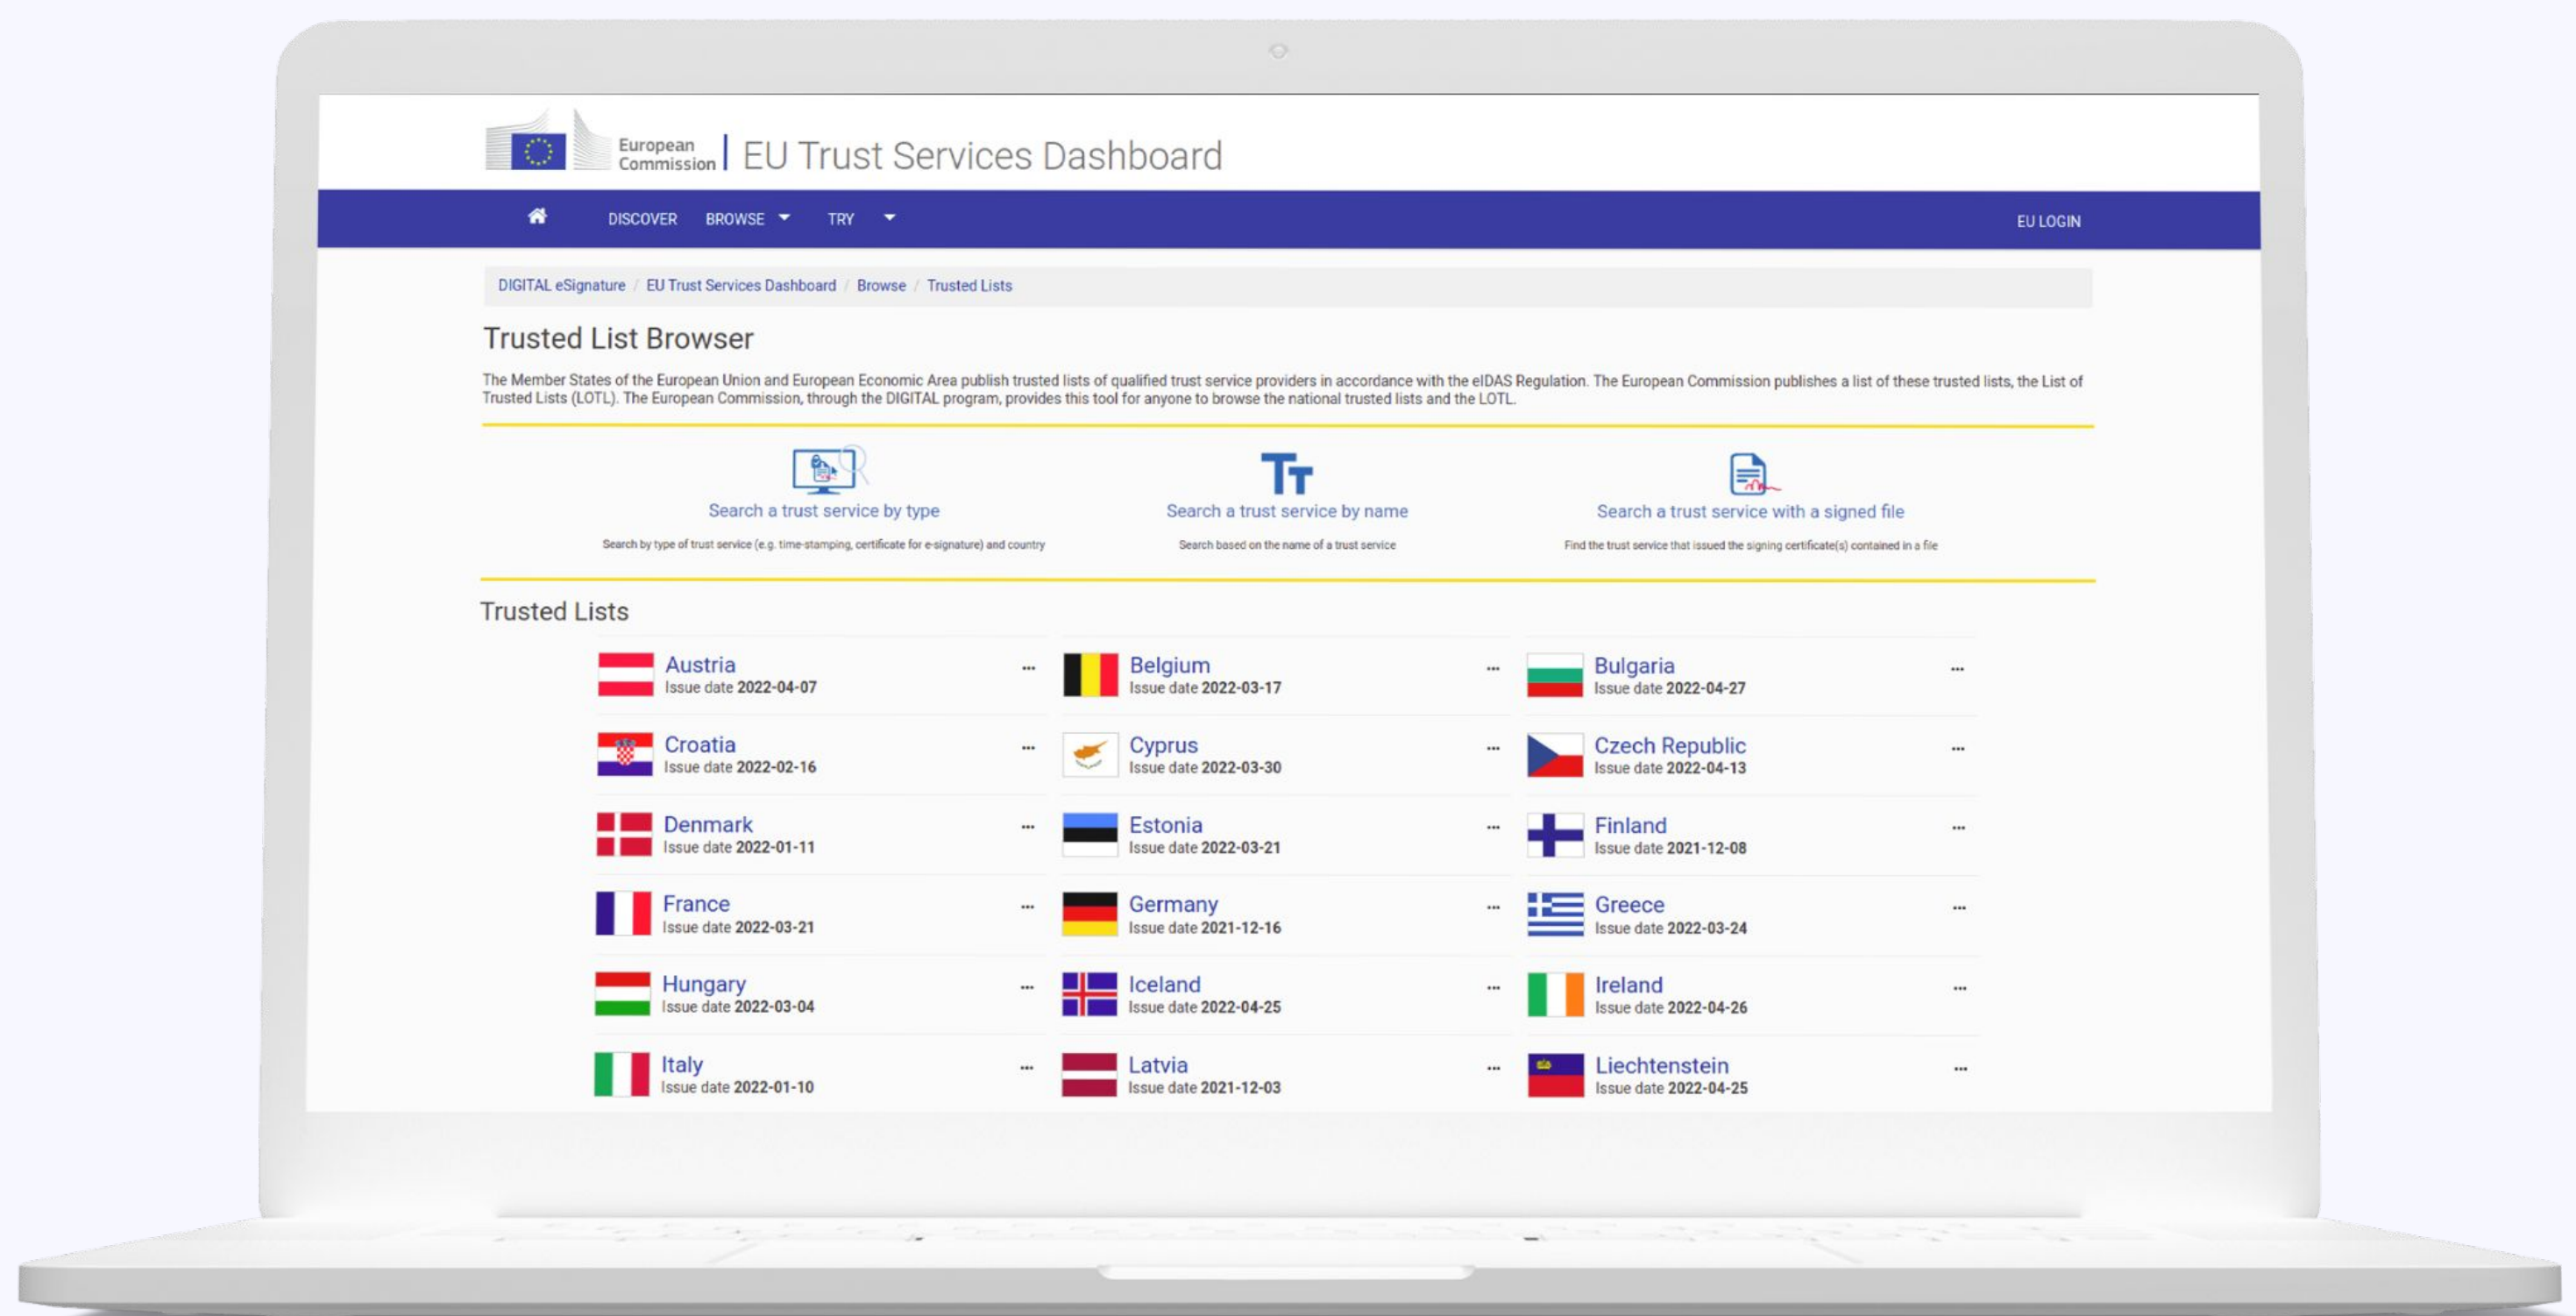 European
Commission
EU Trust Services Dashboard
DISCOVER BROWSE TRY EU LOGIN
DIGITAL eSignature / EU Trust Services Dashboard / Browse / Trusted Lists
Trusted List Browser
The Member States of the European Union and European Economic Area publish trusted lists of qualified trust service providers in accordance with the eIDAS Regulation. The European Commission publishes a list of these trusted lists, the List of
Trusted Lists (LOTL). The European Commission, through the DIGITAL program, provides this tool for anyone to browse the national trusted lists and the LOTL.
Search a trust service by type
Search by type of trust service (e.g. time-stamping, certificate for e-signature) and country
Tт
Search a trust service by name
Search based on the name of a trust service
Search a trust service with a signed file
Find the trust service that issued the signing certificate(s) contained in a file
Trusted Lists
Austria
Issue date 2022-04-07
Belgium
Issue date 2022-03-17
Bulgaria
Issue date 2022-04-27
Croatia
Issue date 2022-02-16
Cyprus
Issue date 2022-03-30
Czech Republic
Issue date 2022-04-13
Denmark
Issue date 2022-01-11
Estonia
Issue date 2022-03-21
Finland
Issue date 2021-12-08
France
Issue date 2022-03-21
Germany
Issue date 2021-12-16
Greece
Issue date 2022-03-24
Hungary
Issue date 2022-03-04
Iceland
Issue date 2022-04-25
Ireland
Issue date 2022-04-26
Italy
Issue date 2022-01-10
Latvia
Issue date 2021-12-03
Liechtenstein
Issue date 2022-04-25